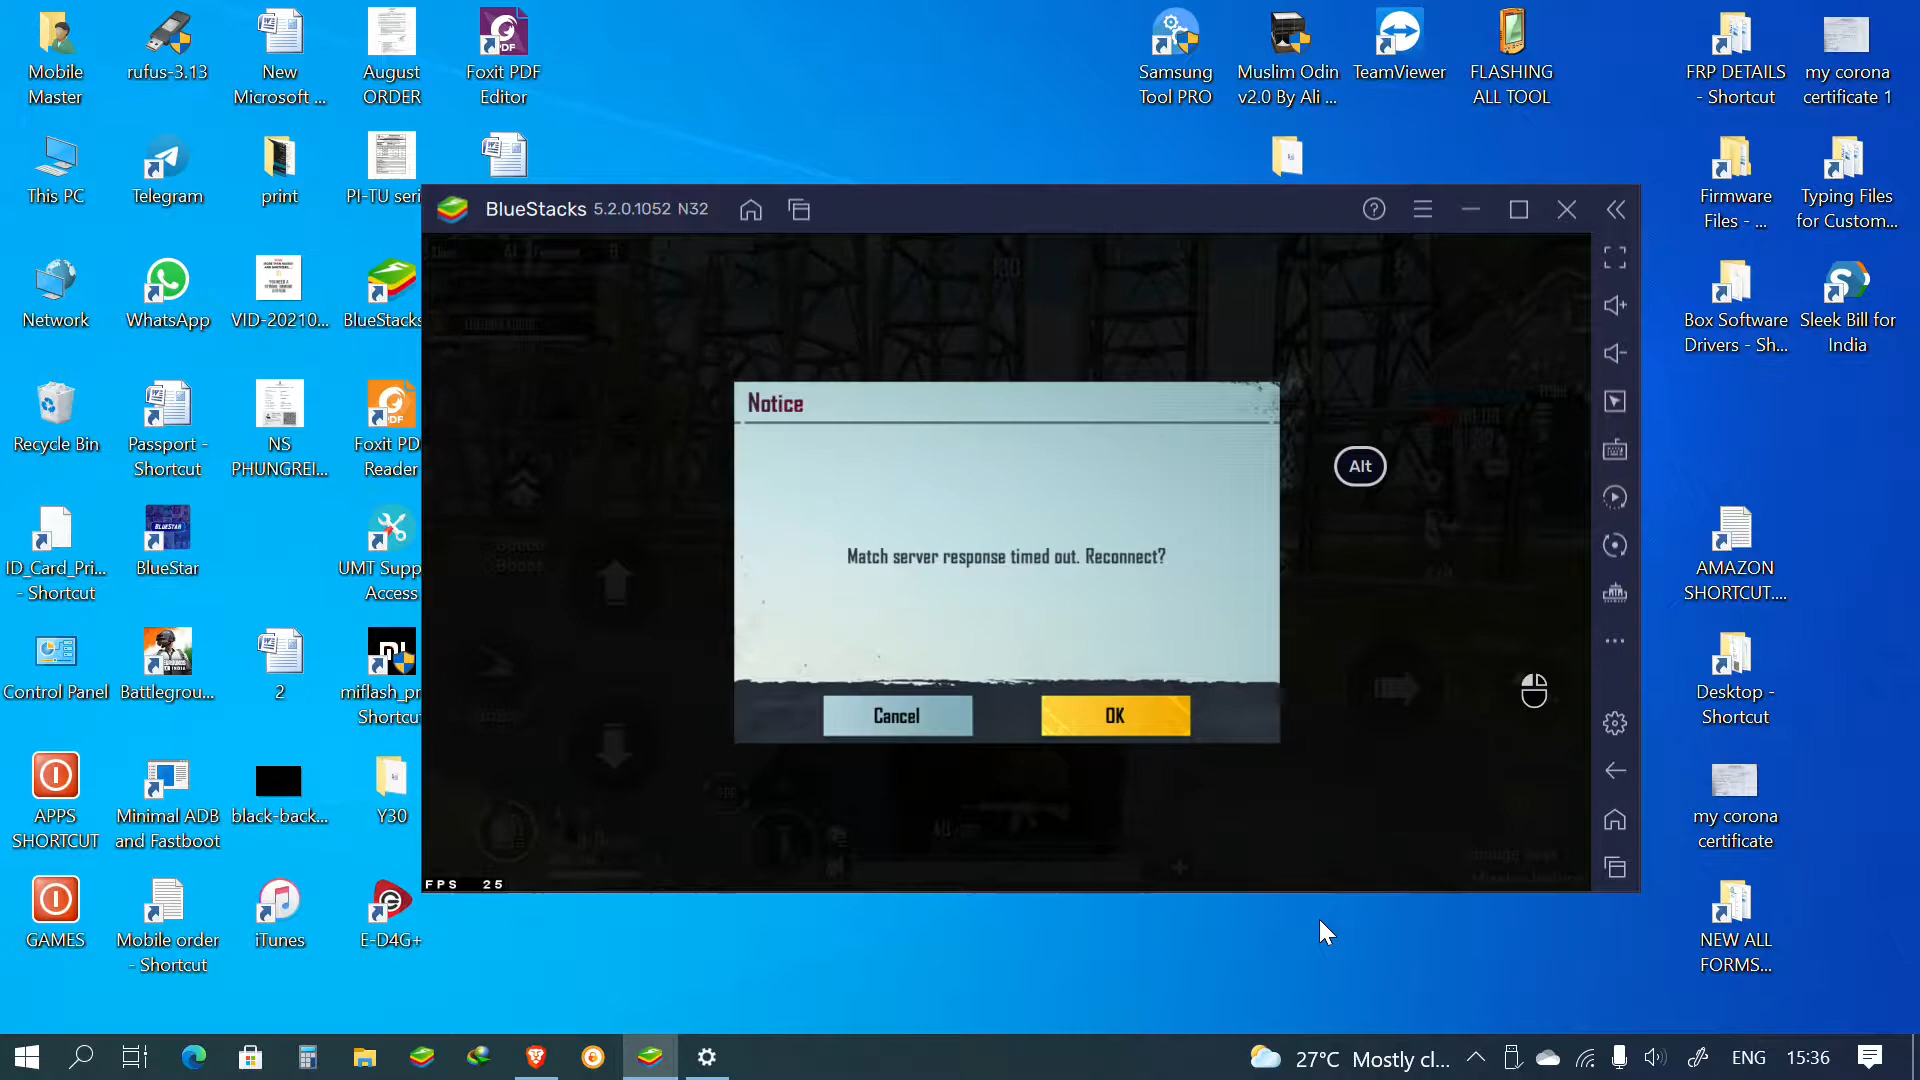 Mobile
Master
rufus-3.13
New
Microsoft ...
August
ORDER
Foxit PDF
Editor
Samsung
Tool PRO
Muslim Odin
v2.0 By Ali ...
TeamViewer
FLASHING
ALL TOOL
FRP DETAILS
- Shortcut
my corona
certificate 1
This PC
Telegram
print
PI-TU seri
Firmware
Files - ...
Typing Files
for Custom...
BlueStacks 5.2.0.1052 N32
Network
WhatsApp
VID-20210...
BlueStacks
Box Software
Drivers - Sh...
Sleek Bill for
India
Recycle Bin
Passport -
Shortcut
NS
PHUNGREI...
Foxit PD
Reader
Notice
Match server response timed out. Reconnect?
Cancel
OK
Alt
ID_Card_Pri...
- Shortcut
BLUESTAR
BlueStar
UMT Supp
Access
AMAZON
SHORTCUT....
Control Panel
Battlegrou...
2
miflash_pr
Shortcut
Desktop -
Shortcut
APPS
SHORTCUT
Minimal ADB
and Fastboot
black-back...
Y30
my corona
certificate
FPS 25
GAMES
Mobile order
- Shortcut
iTunes
E-D4G+
NEW ALL
FORMS...
27°C Mostly cl...
ENG
15:36